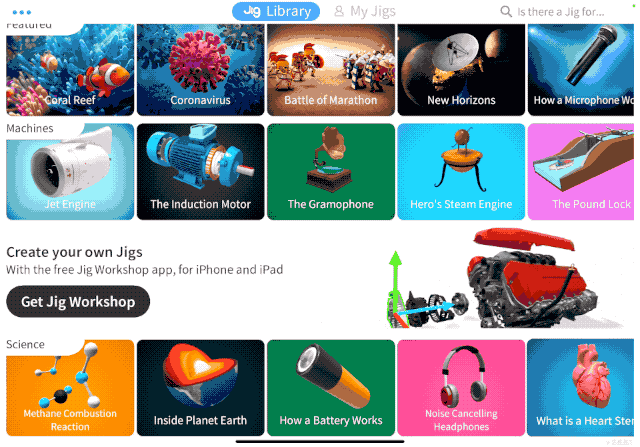 Jig Library
My Jigs
Is there a Jig for...
Featured
Coral Reef
Coronavirus
Battle of Marathon
New Horizons
How a Microphone Wo
Machines
Jet Engine
The Induction Motor
The Gramophone
Hero's Steam Engine
The Pound Lock
Create your own Jigs
With the free Jig Workshop app, for iPhone and iPad
Get Jig Workshop
Science
Methane Combustion
Reaction
Inside Planet Earth
How a Battery Works
Noise Cancelling
Headphones
What is a Heart Ste